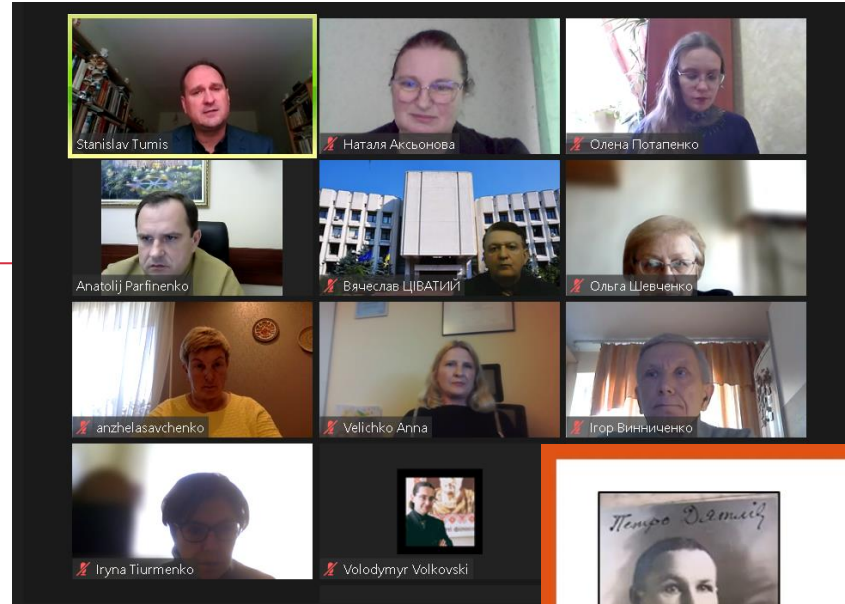 Stanislav Tumis
Наталя Аксьонова
Олена Потапенко
Anatolij Parfinenko
Вячеслав ЦІВАТИЙ
Ольга Шевченко
anzhelasavchenko
Velichko Anna
Ігор Винниченко
Iryna Tiurmenko
Volodymyr Volkovski
Петро Дятлів